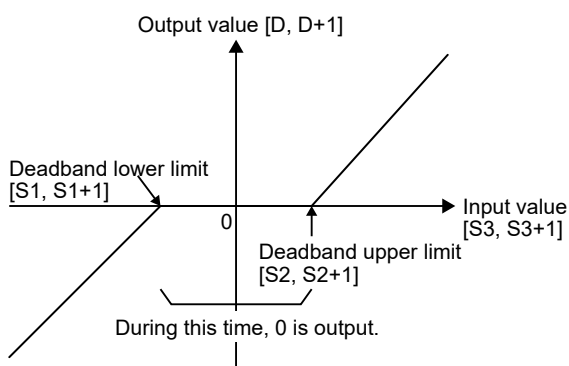 Output value [D, D+1]
Deadband lower limit
[S1, S1+1]
0
Input value
[S3, S3+1]
Deadband upper limit
[S2, S2+1]
During this time, 0 is output.